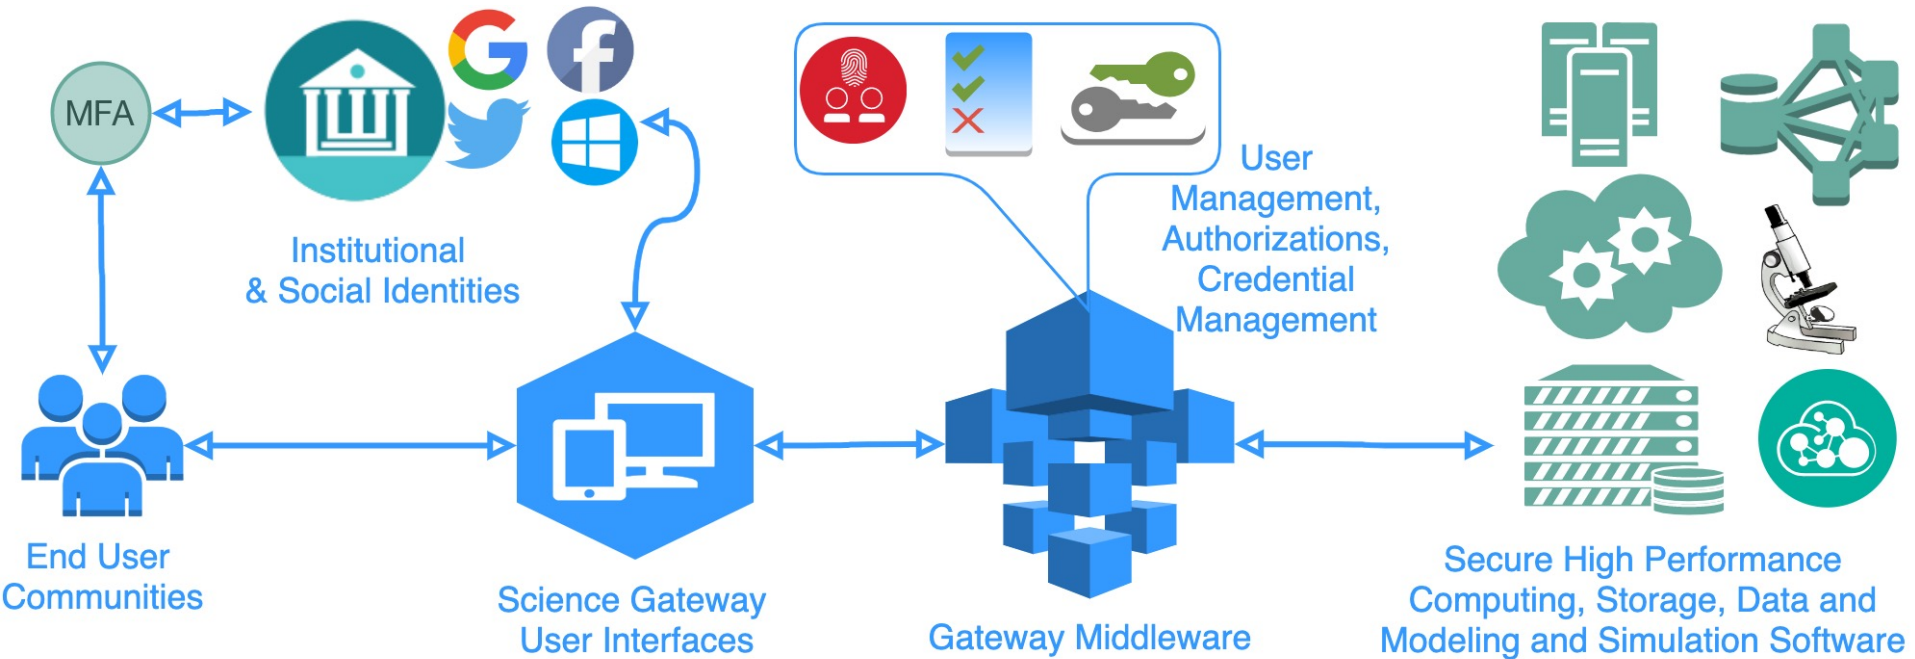 MFA
Institutional
& Social Identities
User
Management,
Authorizations,
Credential
Management
End User
Communities
Science Gateway
User Interfaces
Gateway Middleware
Secure High Performance
Computing, Storage, Data and
Modeling and Simulation Software